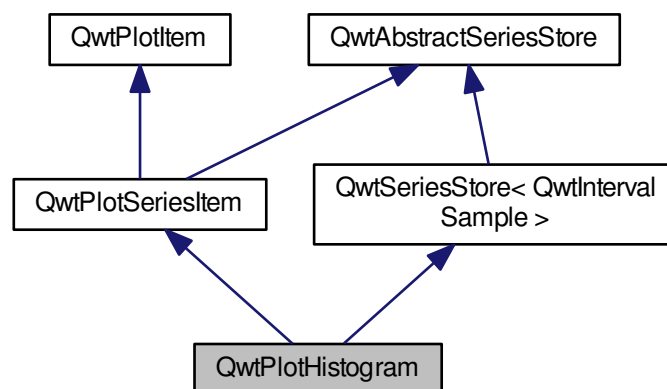 QwtPlotItem
QwtAbstractSeriesStore
QwtPlotSeriesItem
QwtSeriesStore< QwtInterval
Sample >
QwtPlotHistogram